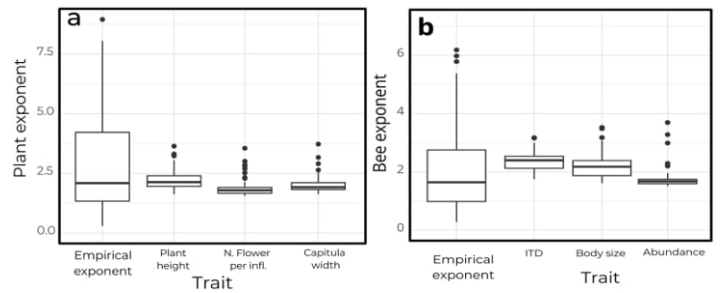 a
Plant exponent
7.5
5.0
2.5
0.0
Empirical
exponent
Plant
height
N. Flower
per infl.
Capitula
width
Trait
b
Bee exponent
6
4
2
0
Empirical
exponent
ITD
Body size
Abundance
Trait